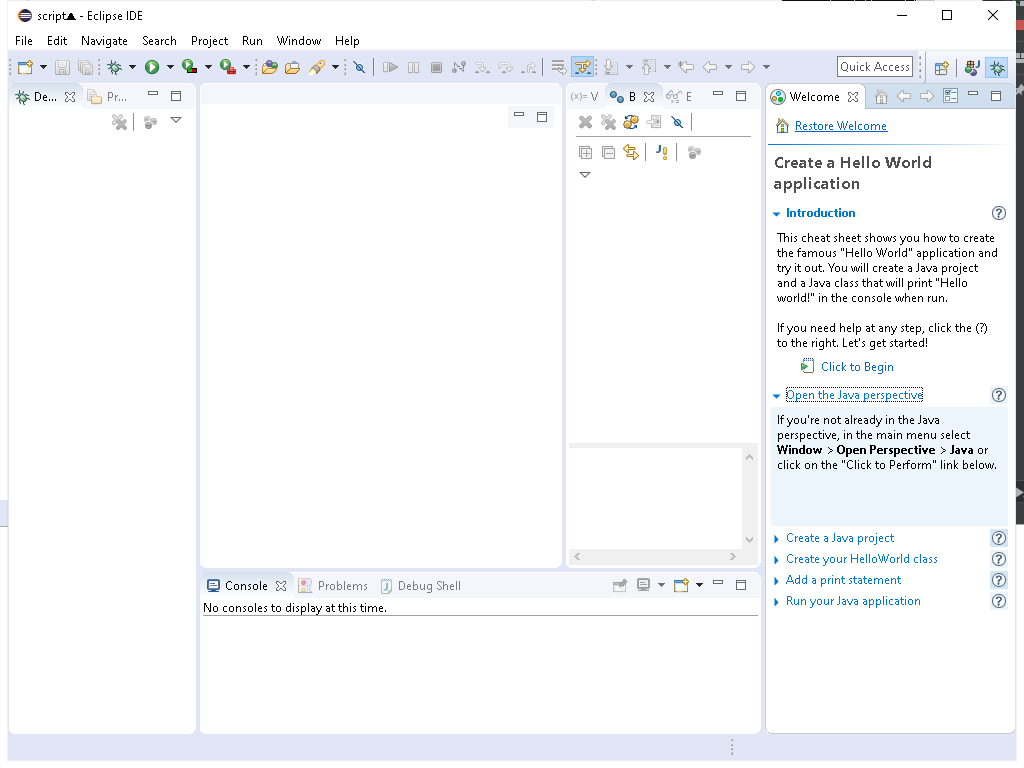 script▲ - Eclipse IDE
File Edit Navigate Search Project Run Window Help
Quick Access
De... Pr... (x)= V B E Welcome
Restore Welcome
Create a Hello World
application
Introduction
This cheat sheet shows you how to create
the famous "Hello World" application and
try it out. You will create a Java project
and a Java class that will print "Hello
world!" in the console when run.
If you need help at any step, click the (?)
to the right. Let's get started!
Click to Begin
Open the Java perspective
If you're not already in the Java
perspective, in the main menu select
Window > Open Perspective > Java or
click on the "Click to Perform" link below.
Create a Java project
Create your HelloWorld class
Add a print statement
Run your Java application
Console Problems Debug Shell
No consoles to display at this time.